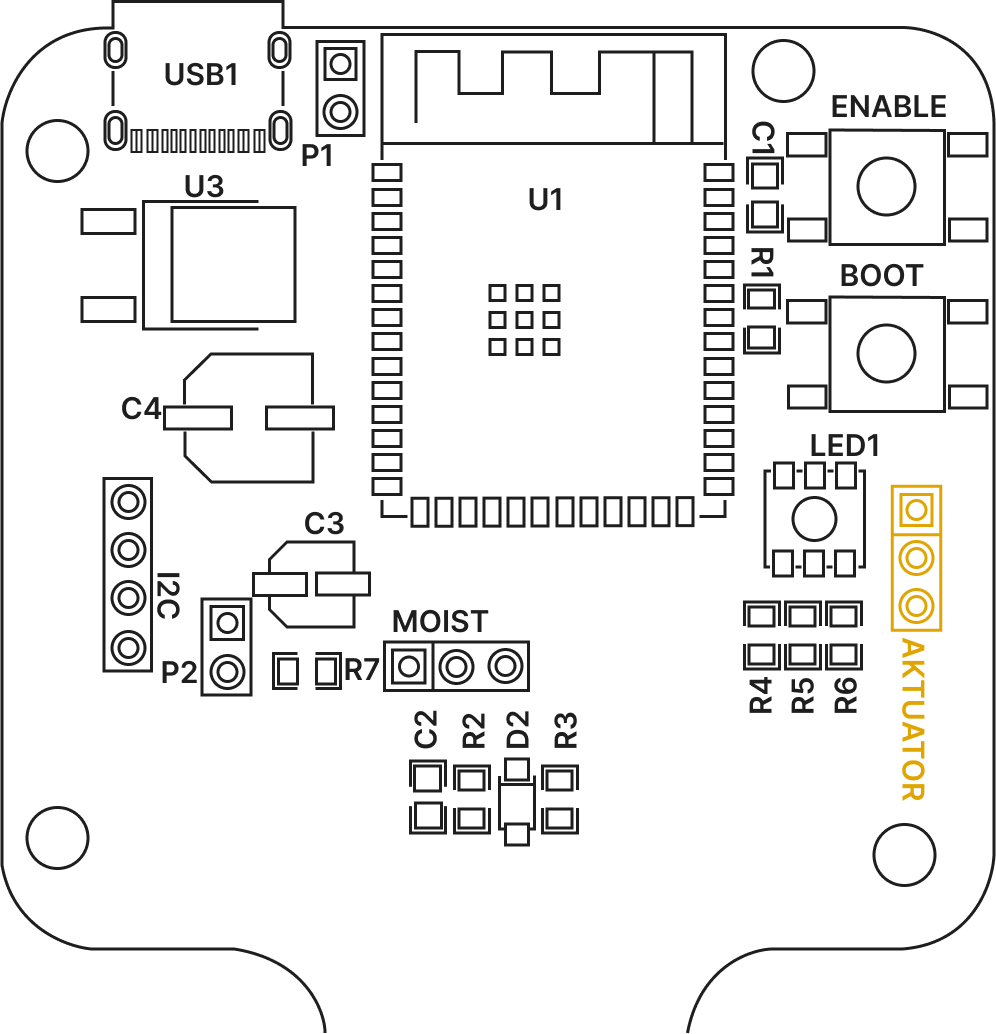 USB1
ENABLE
C1
P1
U3
U1
R1
BOOT
C4
LED1
C3
I2C
MOIST
P2
R7
AKTUATOR
R4
R5
R6
C2
R2
D2
R3